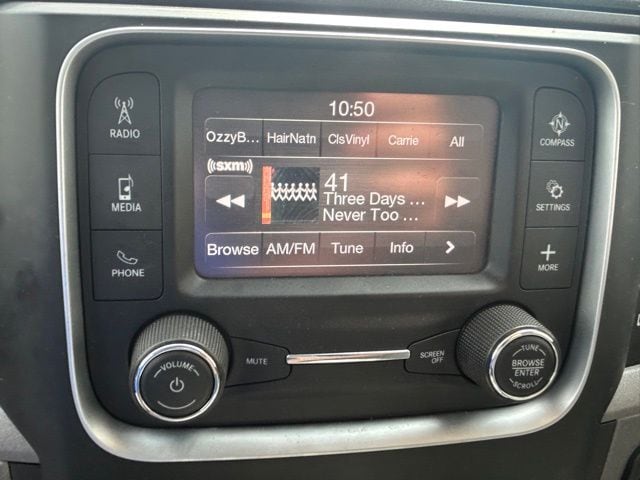 10:50
OzzyB... HairNatn ClsVinyl Carrie All
((sxm))
41
Three Days ...
Never Too ...
Browse AM/FM Tune Info >
RADIO
MEDIA
PHONE
N
COMPASS
SETTINGS
+
MORE
VOLUME
MUTE
SCREEN
OFF
TUNE
BROWSE
ENTER
SCROLL